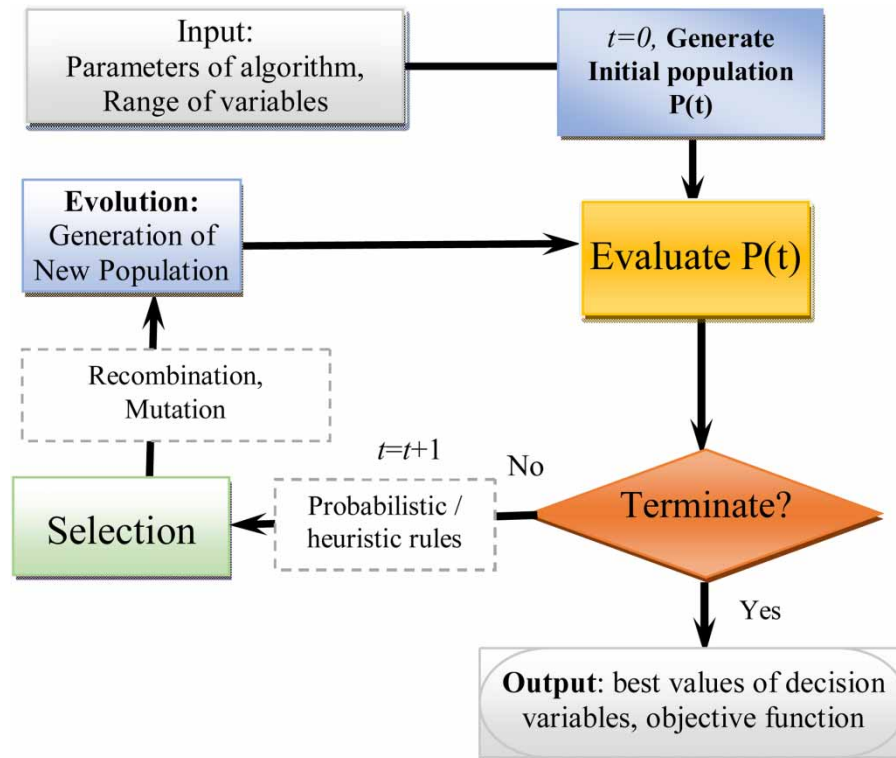 Input:
Parameters of algorithm,
Range of variables
t=0, Generate
Initial population
P(t)
Evolution:
Generation of
New Population
Evaluate P(t)
Recombination,
Mutation
t=t+1
No
Probabilistic /
heuristic rules
Selection
Terminate?
Yes
Output: best values of decision
variables, objective function